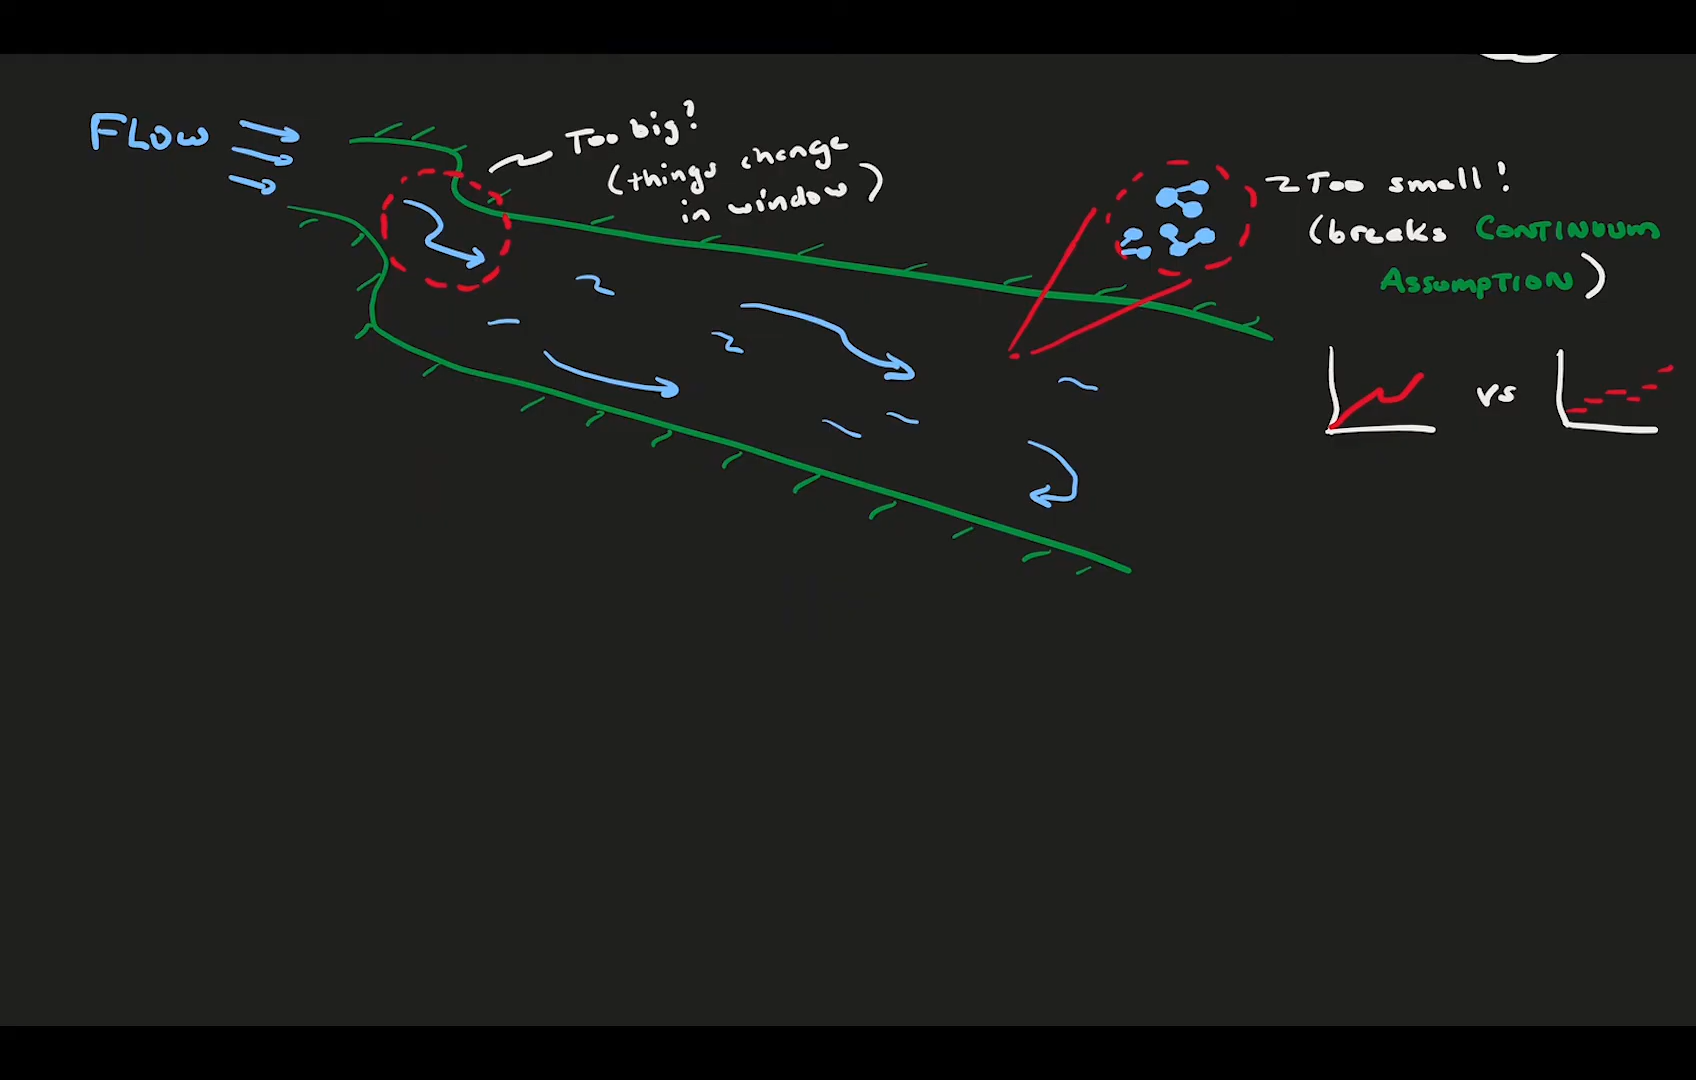 FLOW
Too big?
(things change
in window)
Too small!
(breaks CONTINUUM
ASSUMPTION)
vs